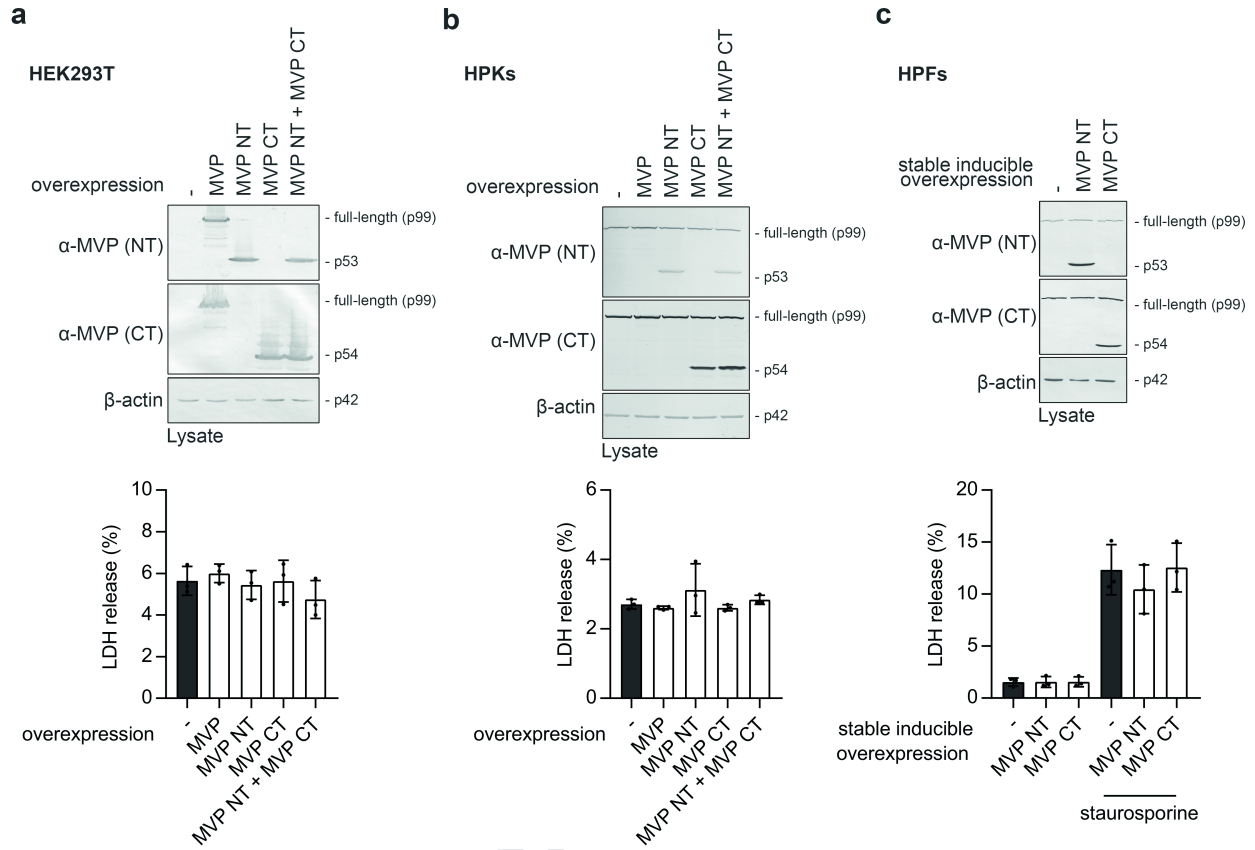 a
HEK293T
overexpression
-
MVP
MVP NT
MVP CT
MVP NT + MVP CT
α-MVP (NT)
- full-length (p99)
- p53
α-MVP (CT)
- full-length (p99)
- p54
β-actin
- p42
Lysate
LDH release (%)
10
8
6
4
2
0
overexpression
-
MVP
MVP NT
MVP CT
MVP NT + MVP CT
b
HPKs
overexpression
-
MVP
MVP NT
MVP CT
MVP NT + MVP CT
α-MVP (NT)
- full-length (p99)
- p53
α-MVP (CT)
- full-length (p99)
- p54
β-actin
- p42
Lysate
LDH release (%)
6
4
2
0
overexpression
-
MVP
MVP NT
MVP CT
MVP NT + MVP CT
c
HPFs
stable inducible
overexpression
-
MVP NT
MVP CT
α-MVP (NT)
- full-length (p99)
- p53
α-MVP (CT)
- full-length (p99)
- p54
β-actin
- p42
Lysate
LDH release (%)
20
15
10
5
0
stable inducible
overexpression
-
MVP NT
MVP CT
-
MVP NT
MVP CT
staurosporine